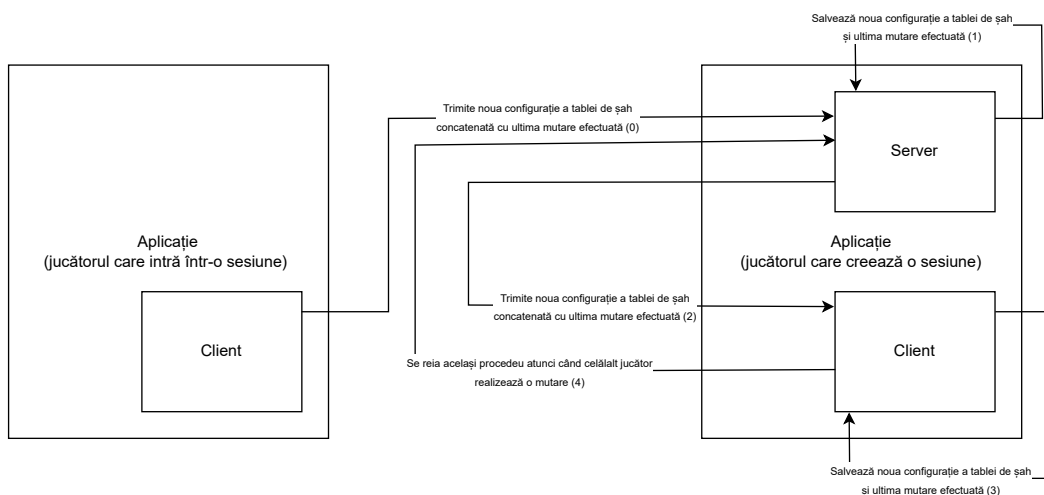 Salvează noua configurație a tablei de șah
și ultima mutare efectuată (1)
Trimite noua configurație a tablei de șah
concatenată cu ultima mutare efectuată (0)
Server
Aplicație
(jucătorul care intră într-o sesiune)
Aplicație
(jucătorul care creează o sesiune)
Trimite noua configurație a tablei de șah
concatenată cu ultima mutare efectuată (2)
Client
Client
Se reia același procedeu atunci când celălalt jucător
realizează o mutare (4)
Salvează noua configurație a tablei de șah
și ultima mutare efectuată (3)